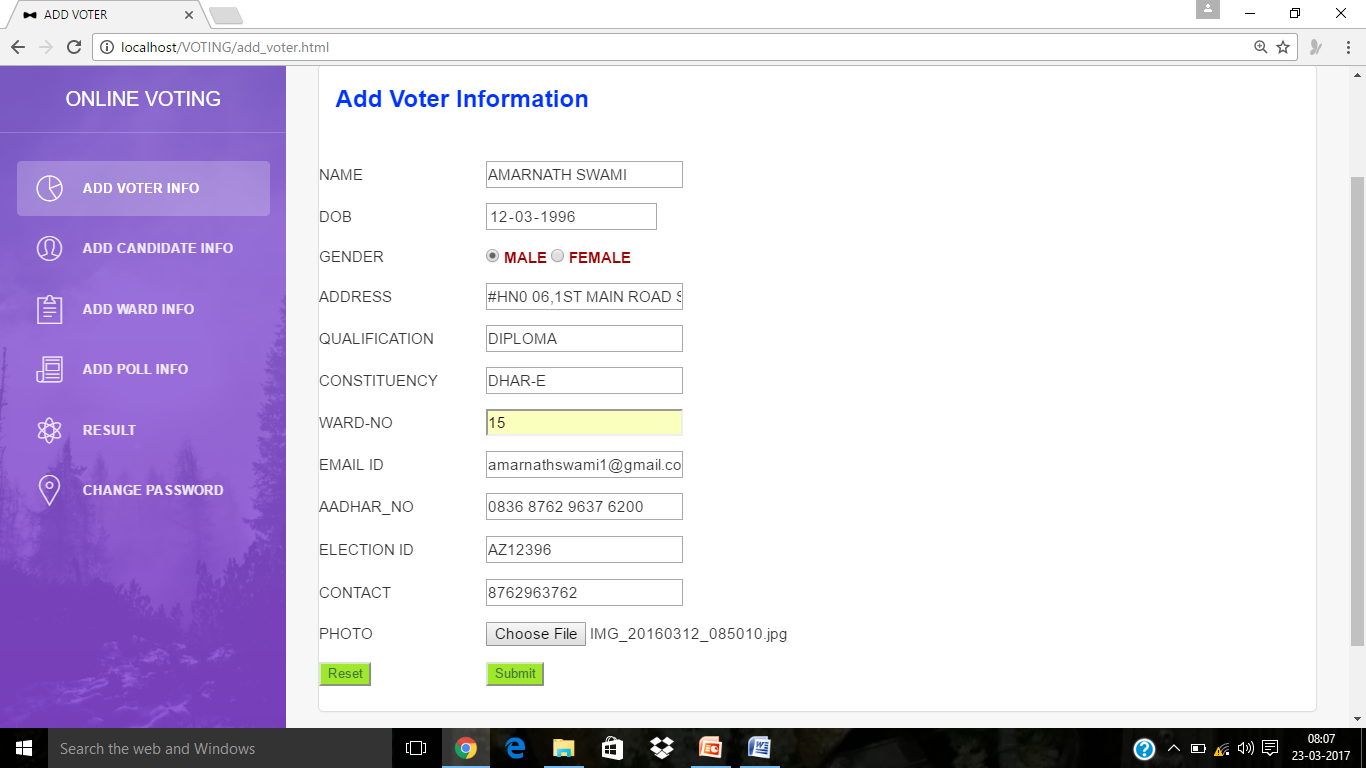 ADD VOTER
localhost/VOTING/add_voter.html
ONLINE VOTING
ADD VOTER INFO
ADD CANDIDATE INFO
ADD WARD INFO
ADD POLL INFO
RESULT
CHANGE PASSWORD
Add Voter Information
NAME AMARNATH SWAMI
DOB 12-03-1996
GENDER MALE FEMALE
ADDRESS #HN0 06,1ST MAIN ROAD S
QUALIFICATION DIPLOMA
CONSTITUENCY DHAR-E
WARD-NO 15
EMAIL ID amarnathswami1@gmail.co
AADHAR_NO 0836 8762 9637 6200
ELECTION ID AZ12396
CONTACT 8762963762
PHOTO Choose File IMG_20160312_085010.jpg
Reset Submit
Search the web and Windows
08:07
23-03-2017